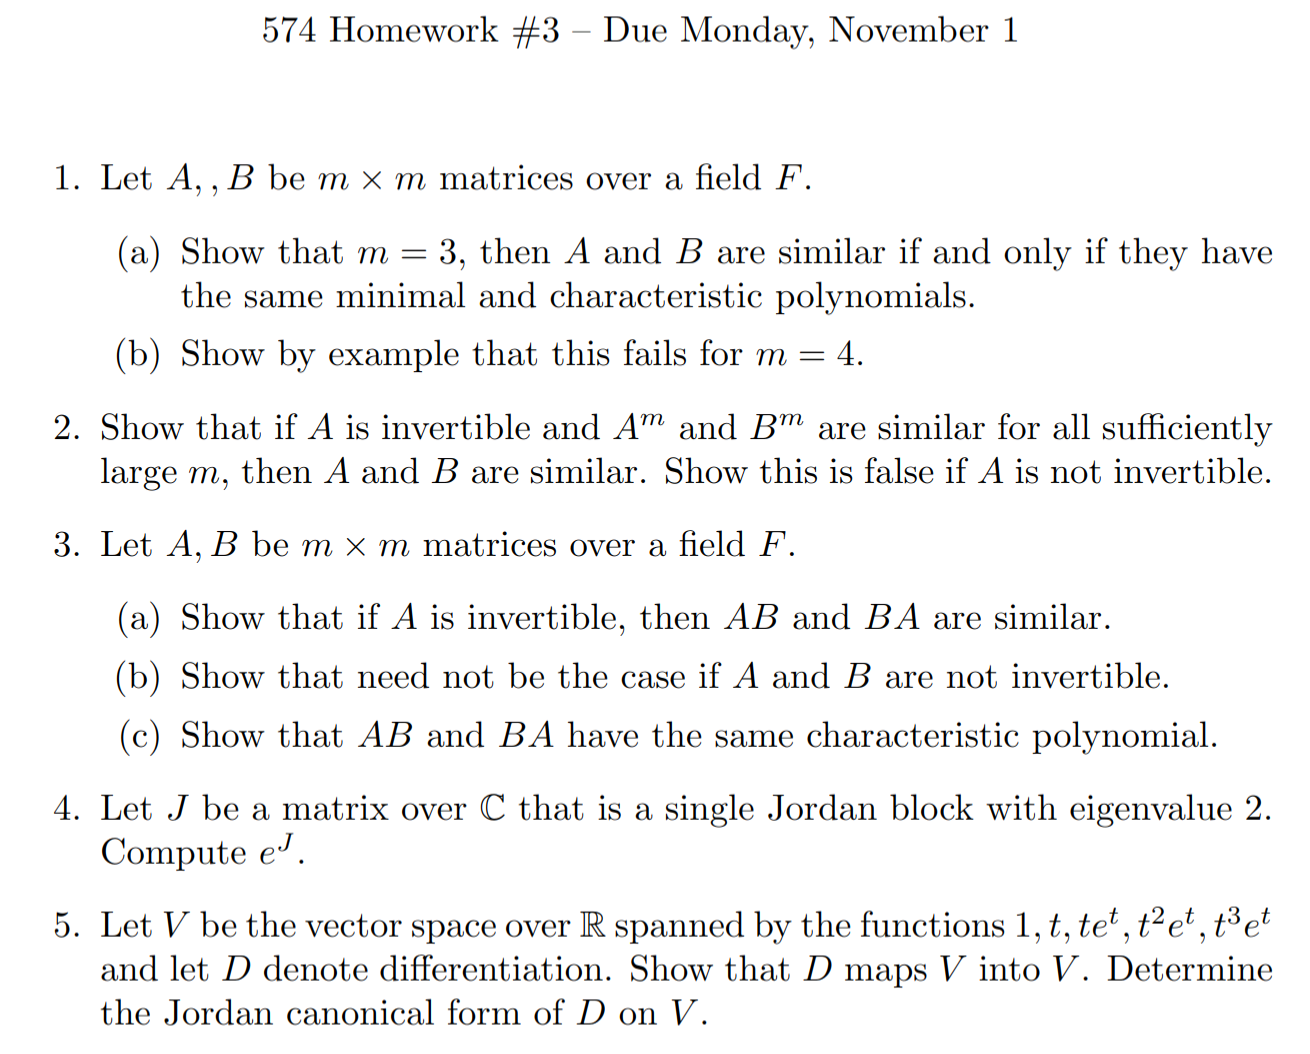 574 Homework #3 – Due Monday, November 1
1. Let A, , B be m × m matrices over a field F.
(a) Show that m = 3, then A and B are similar if and only if they have
the same minimal and characteristic polynomials.
(b) Show by example that this fails for m = 4.
2. Show that if A is invertible and Aᵐ and Bᵐ are similar for all sufficiently
large m, then A and B are similar. Show this is false if A is not invertible.
3. Let A, B be m × m matrices over a field F.
(a) Show that if A is invertible, then AB and BA are similar.
(b) Show that need not be the case if A and B are not invertible.
(c) Show that AB and BA have the same characteristic polynomial.
4. Let J be a matrix over ℂ that is a single Jordan block with eigenvalue 2.
Compute eᴶ.
5. Let V be the vector space over ℝ spanned by the functions 1, t, teᵗ, t²eᵗ, t³eᵗ
and let D denote differentiation. Show that D maps V into V. Determine
the Jordan canonical form of D on V.